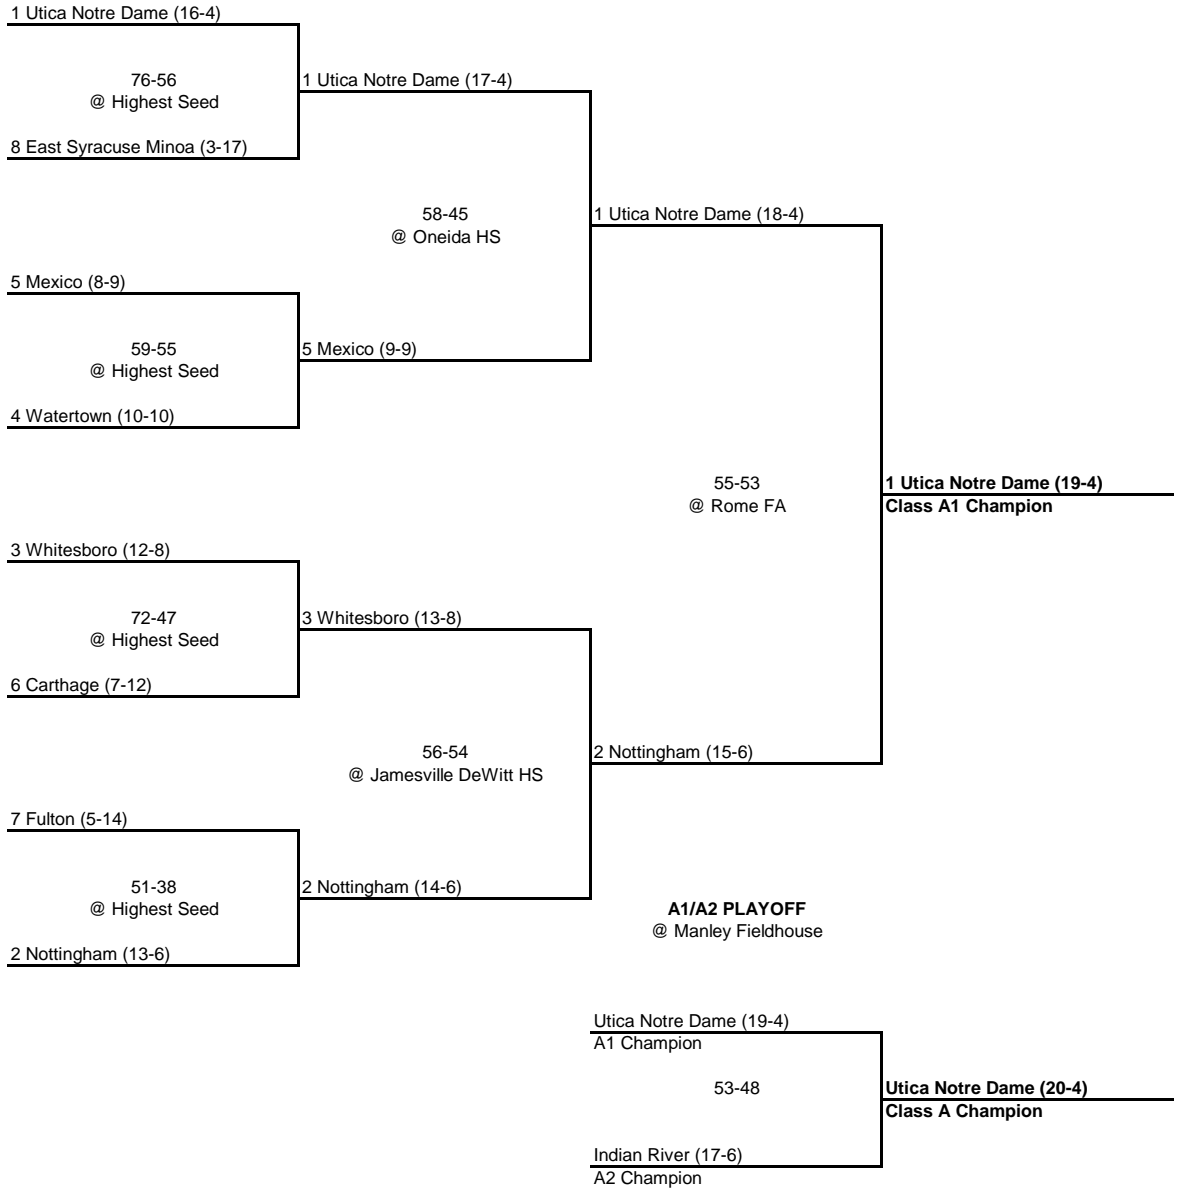 1 Utica Notre Dame (16-4)
76-56
@ Highest Seed
1 Utica Notre Dame (17-4)
8 East Syracuse Minoa (3-17)
58-45
@ Oneida HS
1 Utica Notre Dame (18-4)
5 Mexico (8-9)
59-55
@ Highest Seed
5 Mexico (9-9)
4 Watertown (10-10)
55-53
@ Rome FA
1 Utica Notre Dame (19-4)
Class A1 Champion
3 Whitesboro (12-8)
72-47
@ Highest Seed
3 Whitesboro (13-8)
6 Carthage (7-12)
56-54
@ Jamesville DeWitt HS
2 Nottingham (15-6)
7 Fulton (5-14)
51-38
@ Highest Seed
2 Nottingham (14-6)
2 Nottingham (13-6)
A1/A2 PLAYOFF
@ Manley Fieldhouse
Utica Notre Dame (19-4)
A1 Champion
53-48
Utica Notre Dame (20-4)
Class A Champion
Indian River (17-6)
A2 Champion